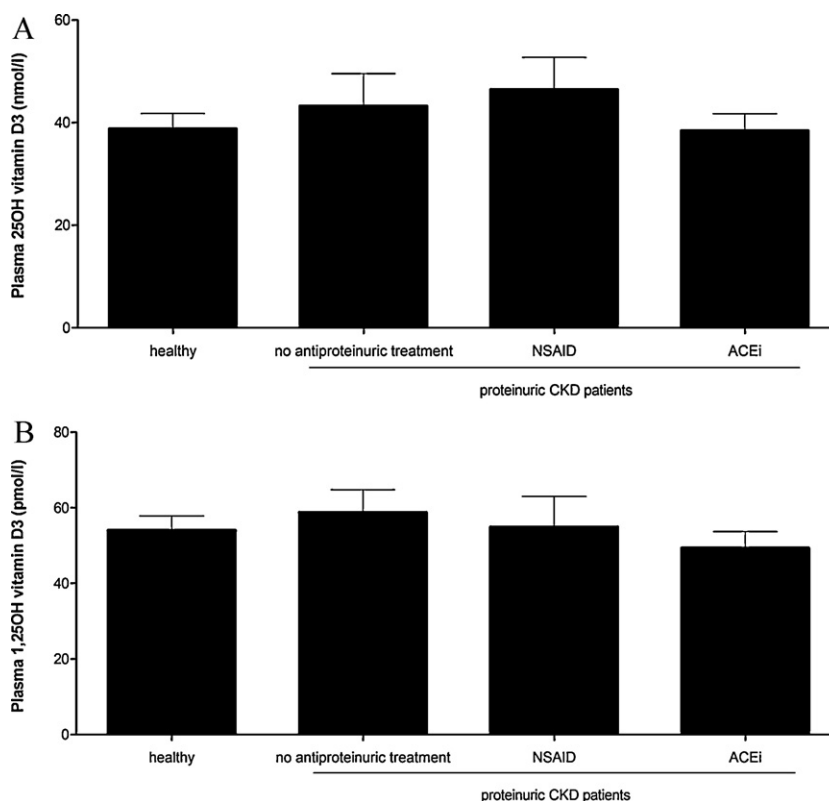 A
Plasma 25OH vitamin D3 (nmol/l)
60
40
20
0
healthy
no antiproteinuric treatment
NSAID
ACEi
proteinuric CKD patients
B
Plasma 1,25OH vitamin D3 (pmol/l)
80
60
40
20
0
healthy
no antiproteinuric treatment
NSAID
ACEi
proteinuric CKD patients